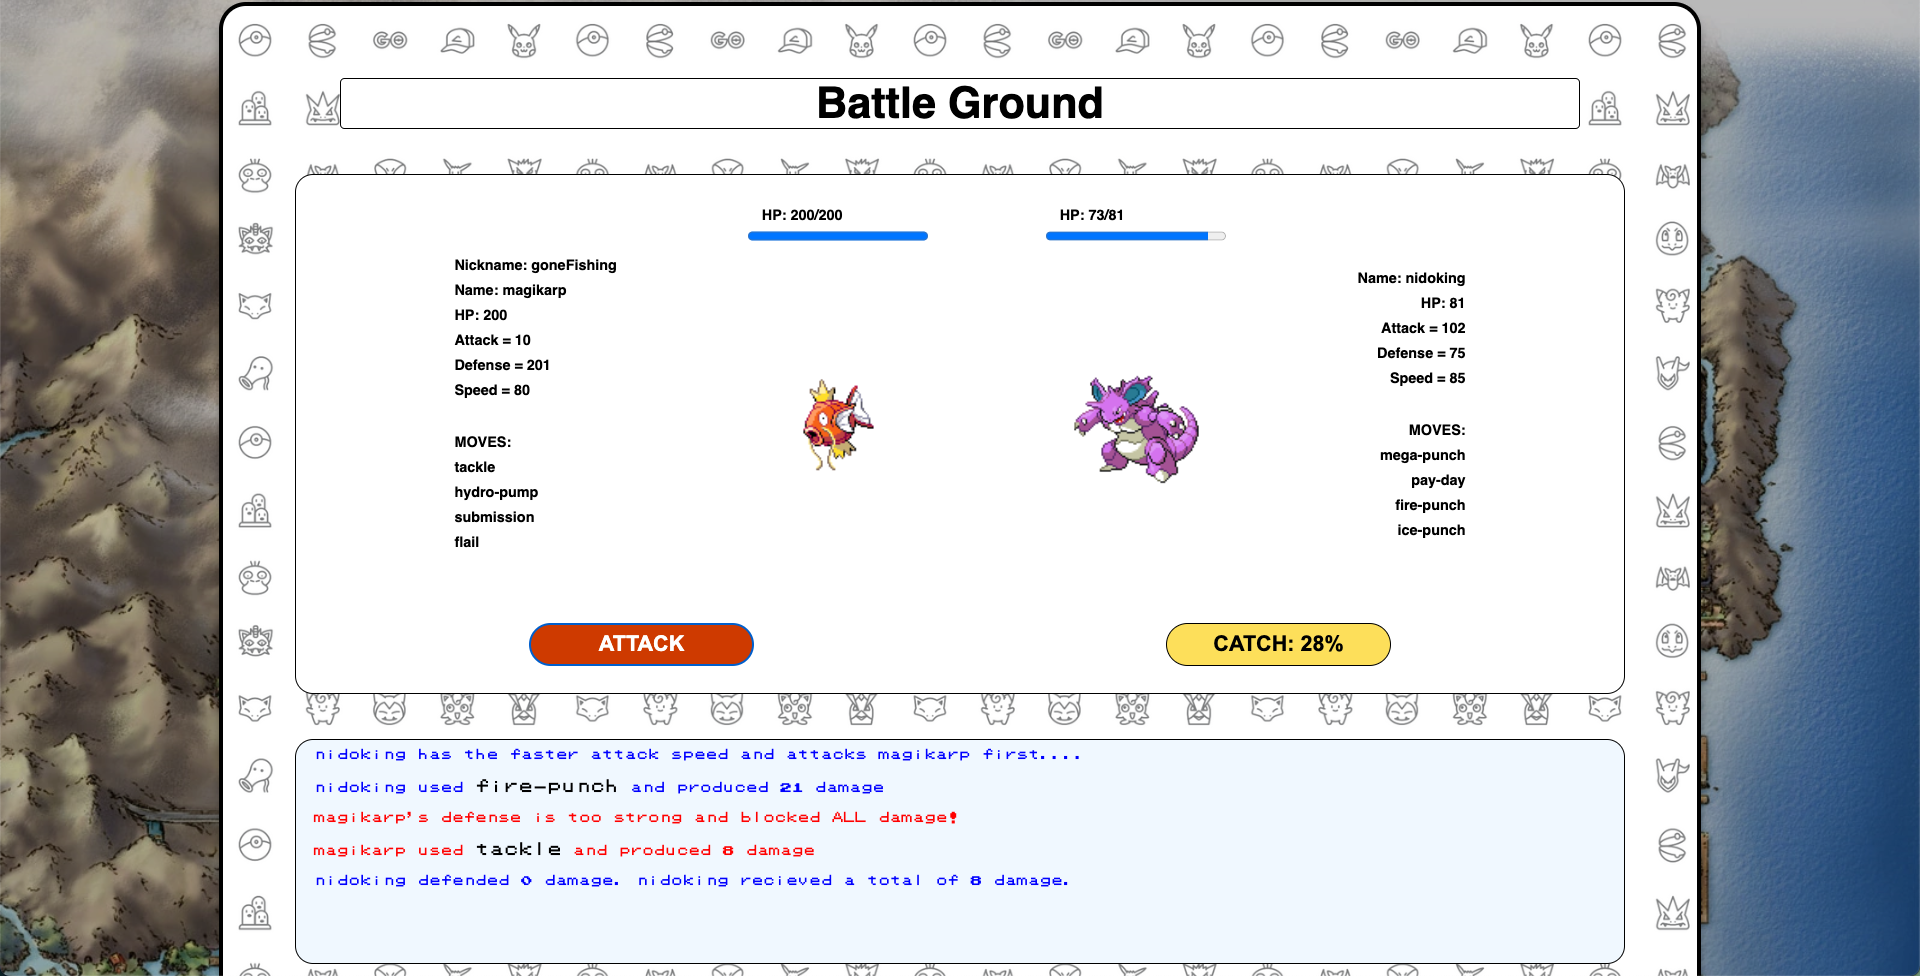 Battle Ground
HP: 200/200
HP: 73/81
Nickname: goneFishing
Name: magikarp
HP: 200
Attack = 10
Defense = 201
Speed = 80
MOVES:
tackle
hydro-pump
submission
flail
Name: nidoking
HP: 81
Attack = 102
Defense = 75
Speed = 85
MOVES:
mega-punch
pay-day
fire-punch
ice-punch
ATTACK
CATCH: 28%
nidoking has the faster attack speed and attacks magikarp first....
nidoking used fire-punch and produced 21 damage
magikarp's defense is too strong and blocked ALL damage!
magikarp used tackle and produced 8 damage
nidoking defended 0 damage. nidoking recieved a total of 8 damage.